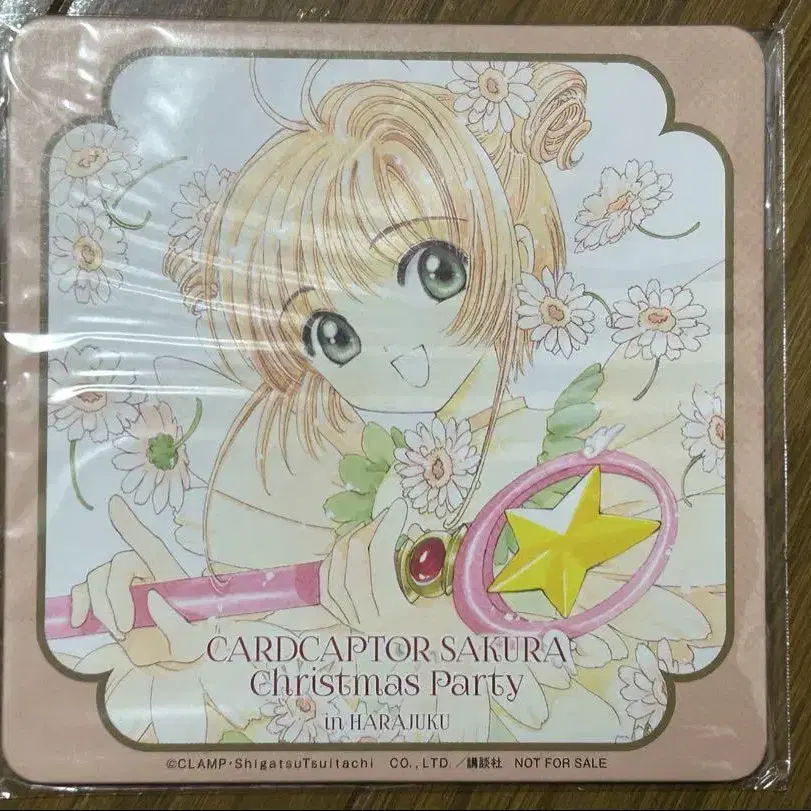 CARDCAPTOR SAKURA
Christmas Party
in HARAJUKU
©CLAMP・ShigatsuTsuitachi CO.,LTD.／講談社 NOT FOR SALE